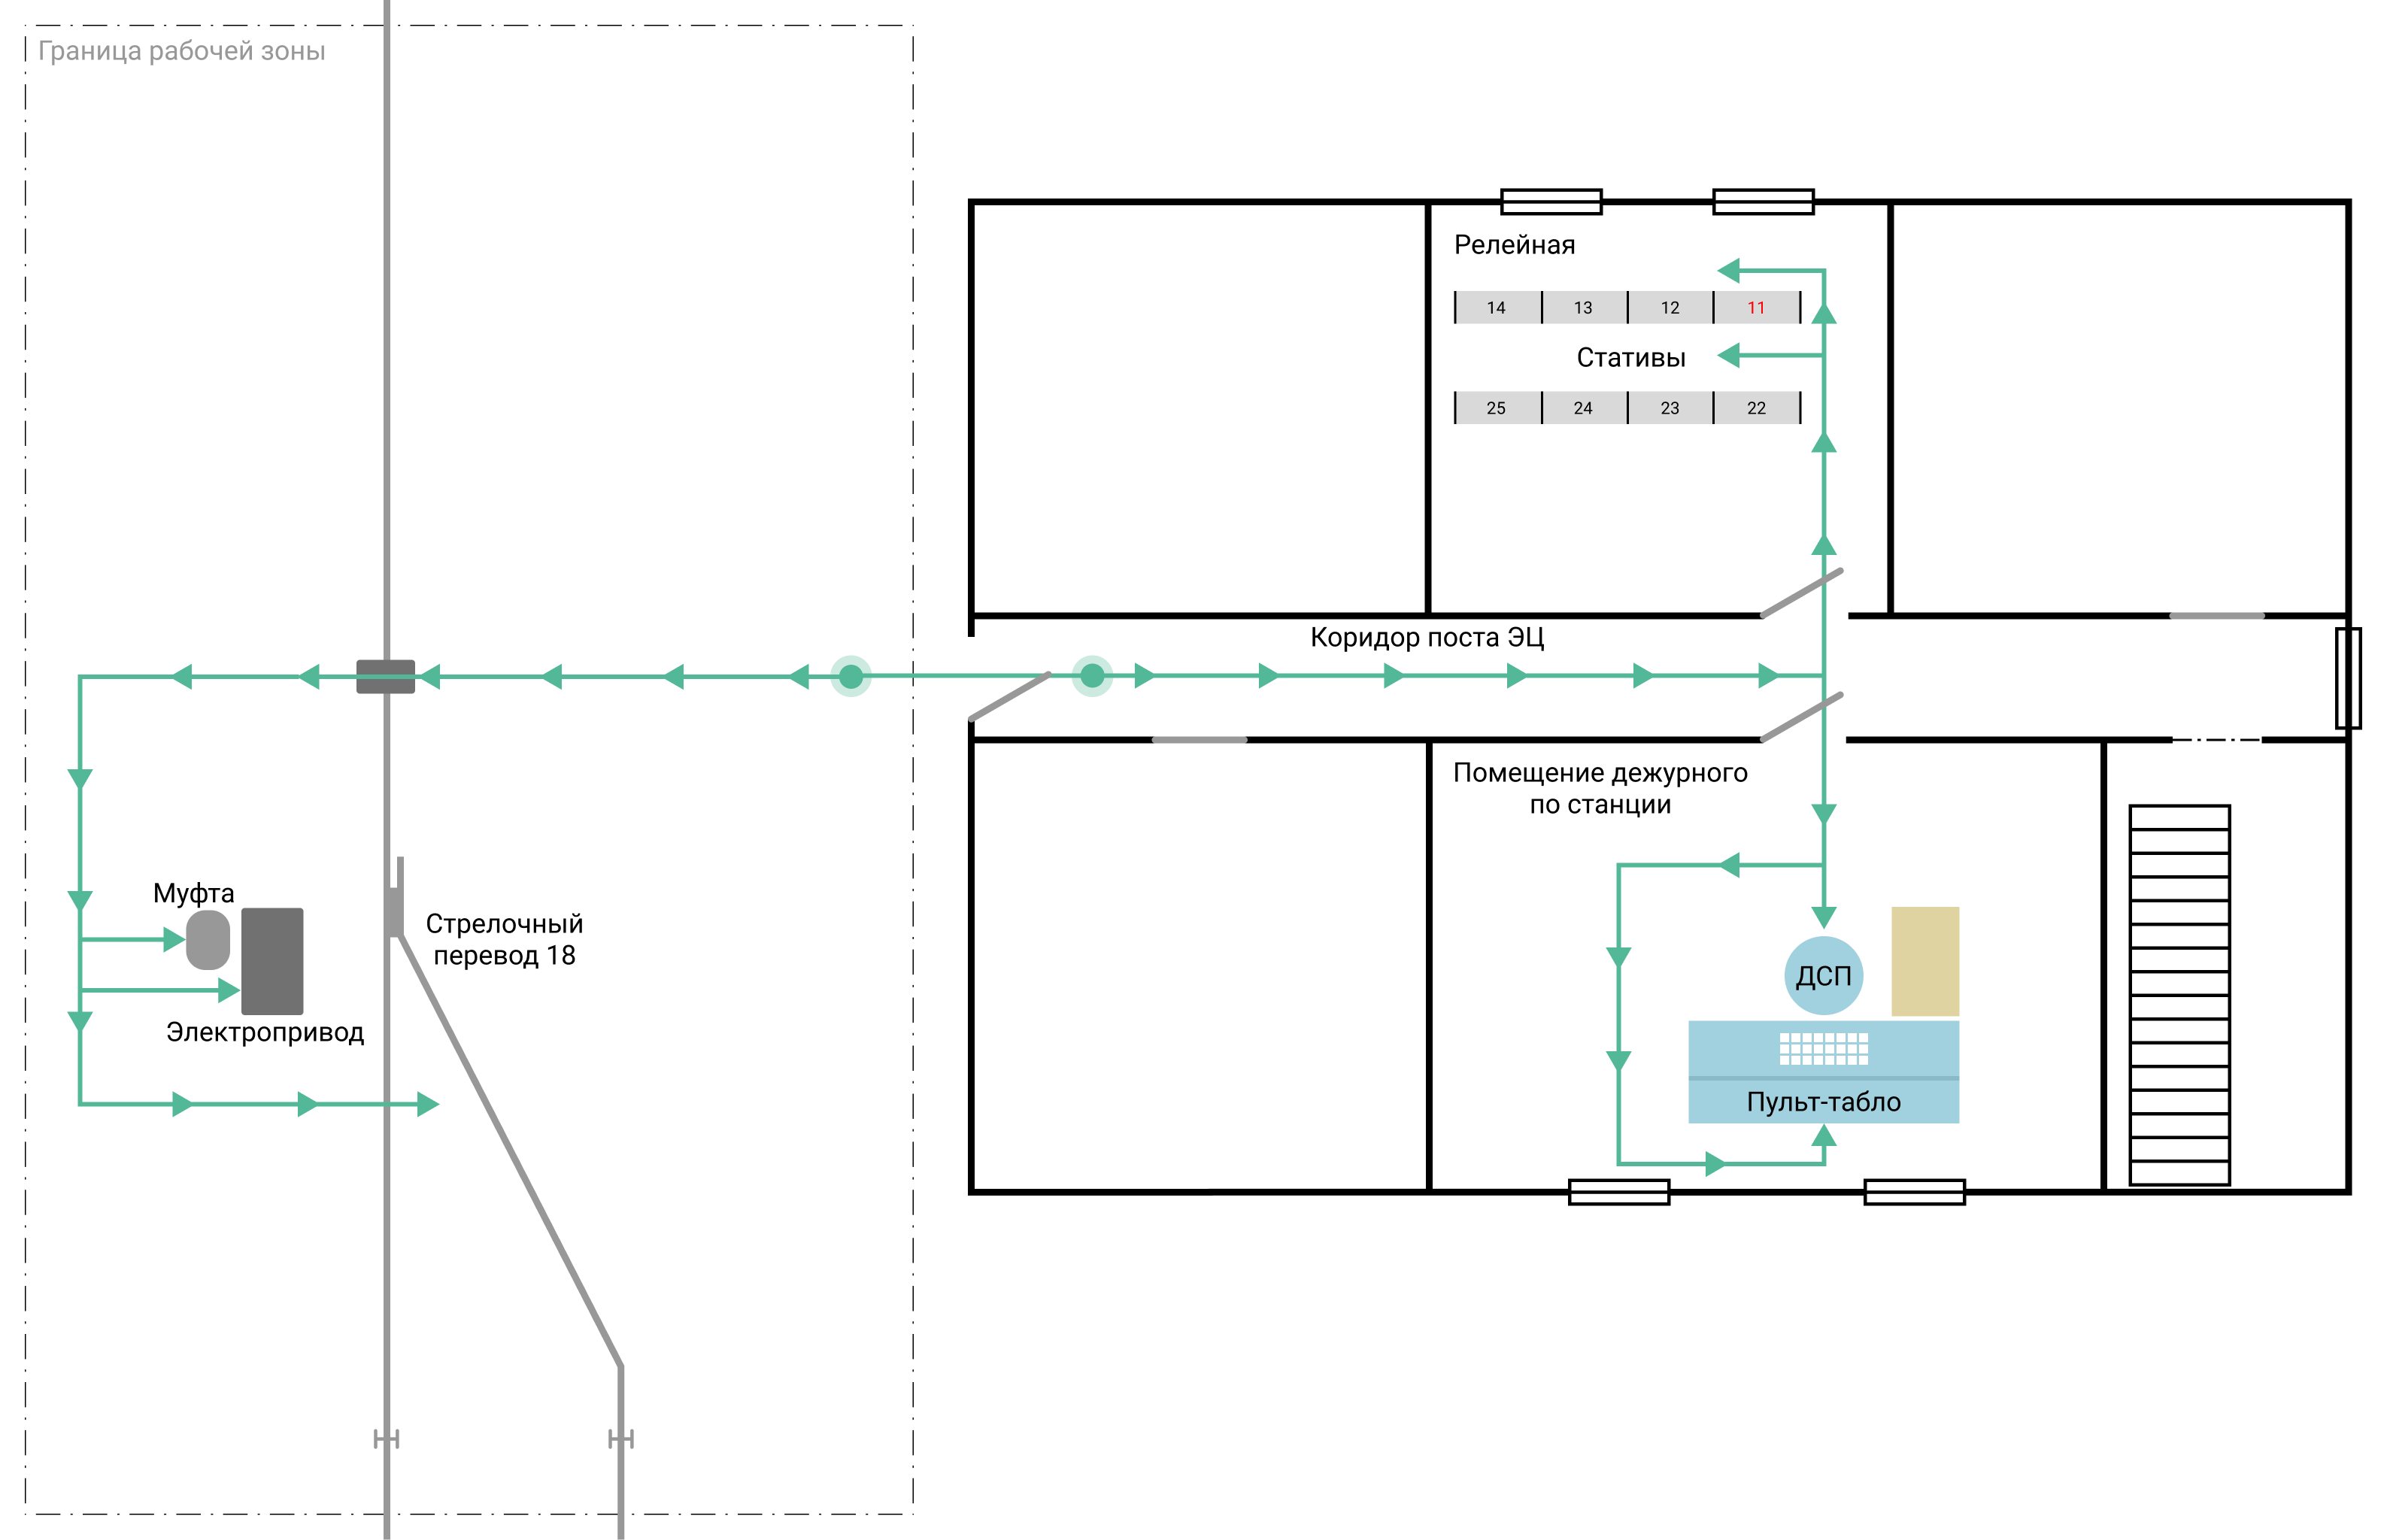 Граница рабочей зоны
Релейная
14 13 12 11
Стативы
25 24 23 22
Коридор поста ЭЦ
Помещение дежурного
по станции
Муфта
Стрелочный
перевод 18
Электропривод
ДСП
Пульт-табло